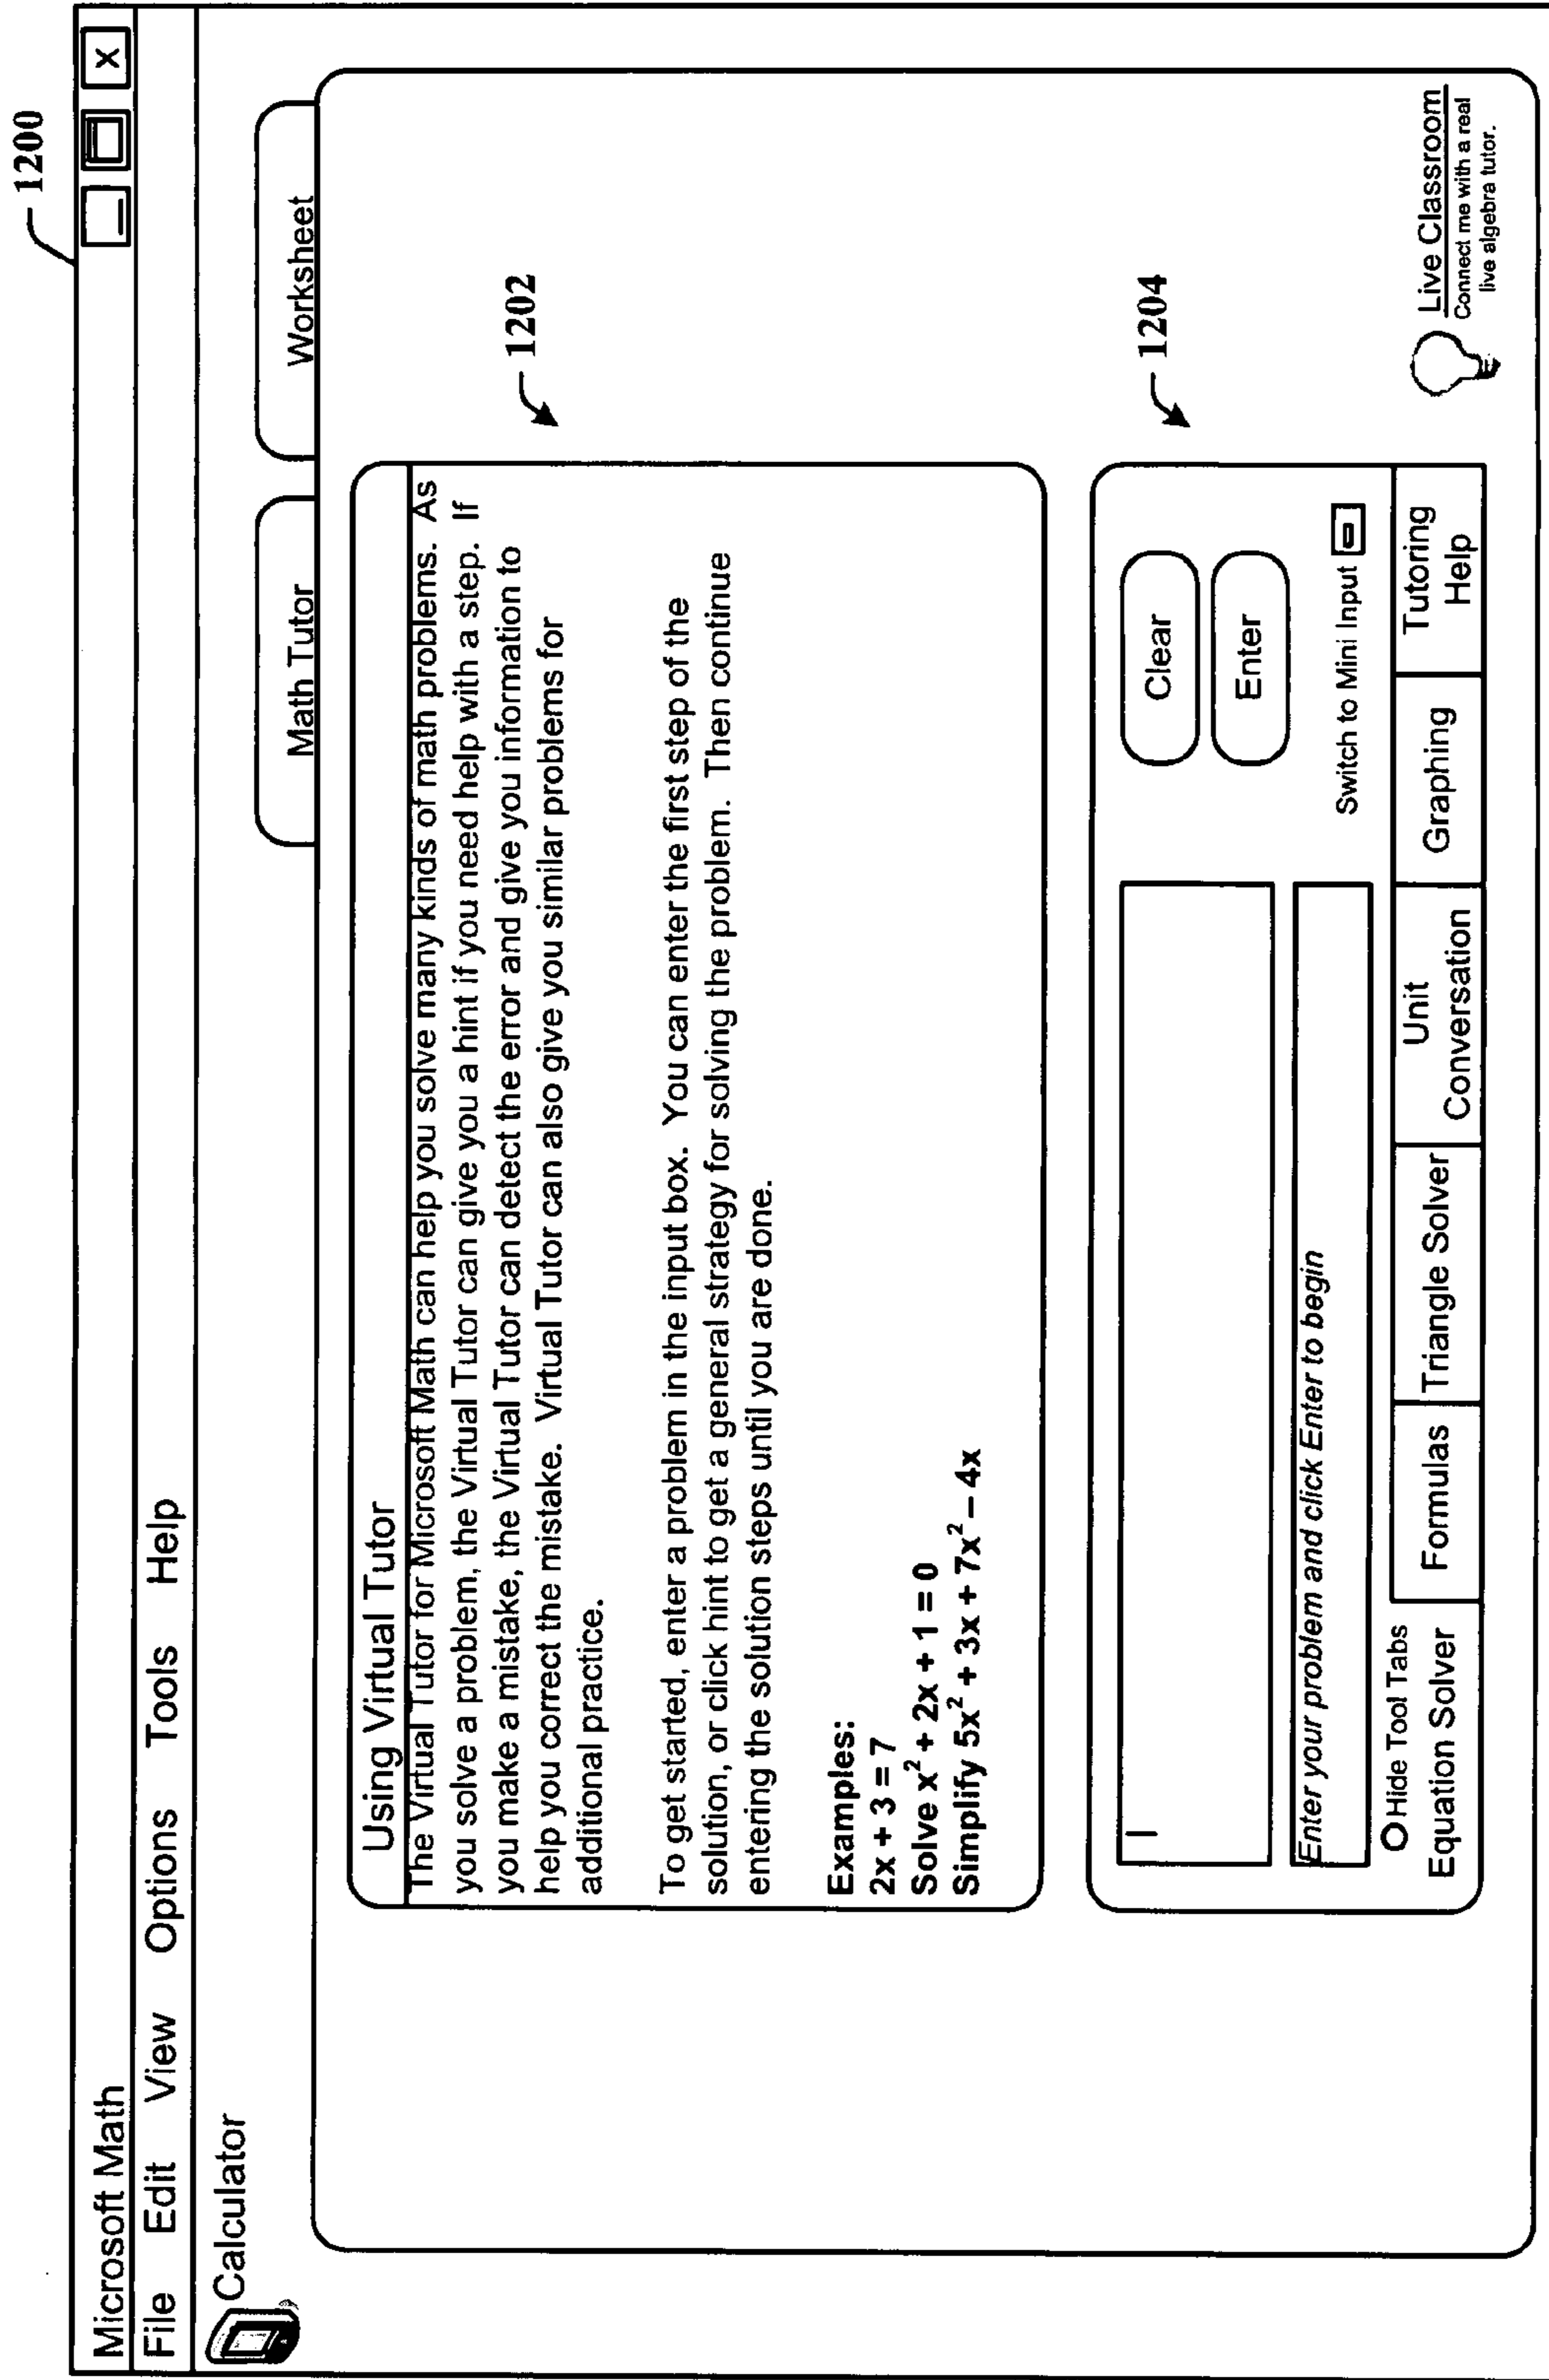 1200
Microsoft Math
X
File Edit View Options Tools Help
Calculator
Math Tutor
Worksheet
Using Virtual Tutor
The Virtual Tutor for Microsoft Math can help you solve many kinds of math problems. As
you solve a problem, the Virtual Tutor can give you a hint if you need help with a step. If
you make a mistake, the Virtual Tutor can detect the error and give you information to
help you correct the mistake. Virtual Tutor can also give you similar problems for
additional practice.
1202
To get started, enter a problem in the input box. You can enter the first step of the
solution, or click hint to get a general strategy for solving the problem. Then continue
entering the solution steps until you are done.
Examples:
2x + 3 = 7
Solve x² + 2x + 1 = 0
Simplify 5x² + 3x + 7x² – 4x
1204
Clear
Enter
Enter your problem and click Enter to begin
Switch to Mini Input
Hide Tool Tabs
Equation Solver
Formulas
Triangle Solver
Unit
Conversation
Graphing
Tutoring
Help
Live Classroom
Connect me with a real
live algebra tutor.